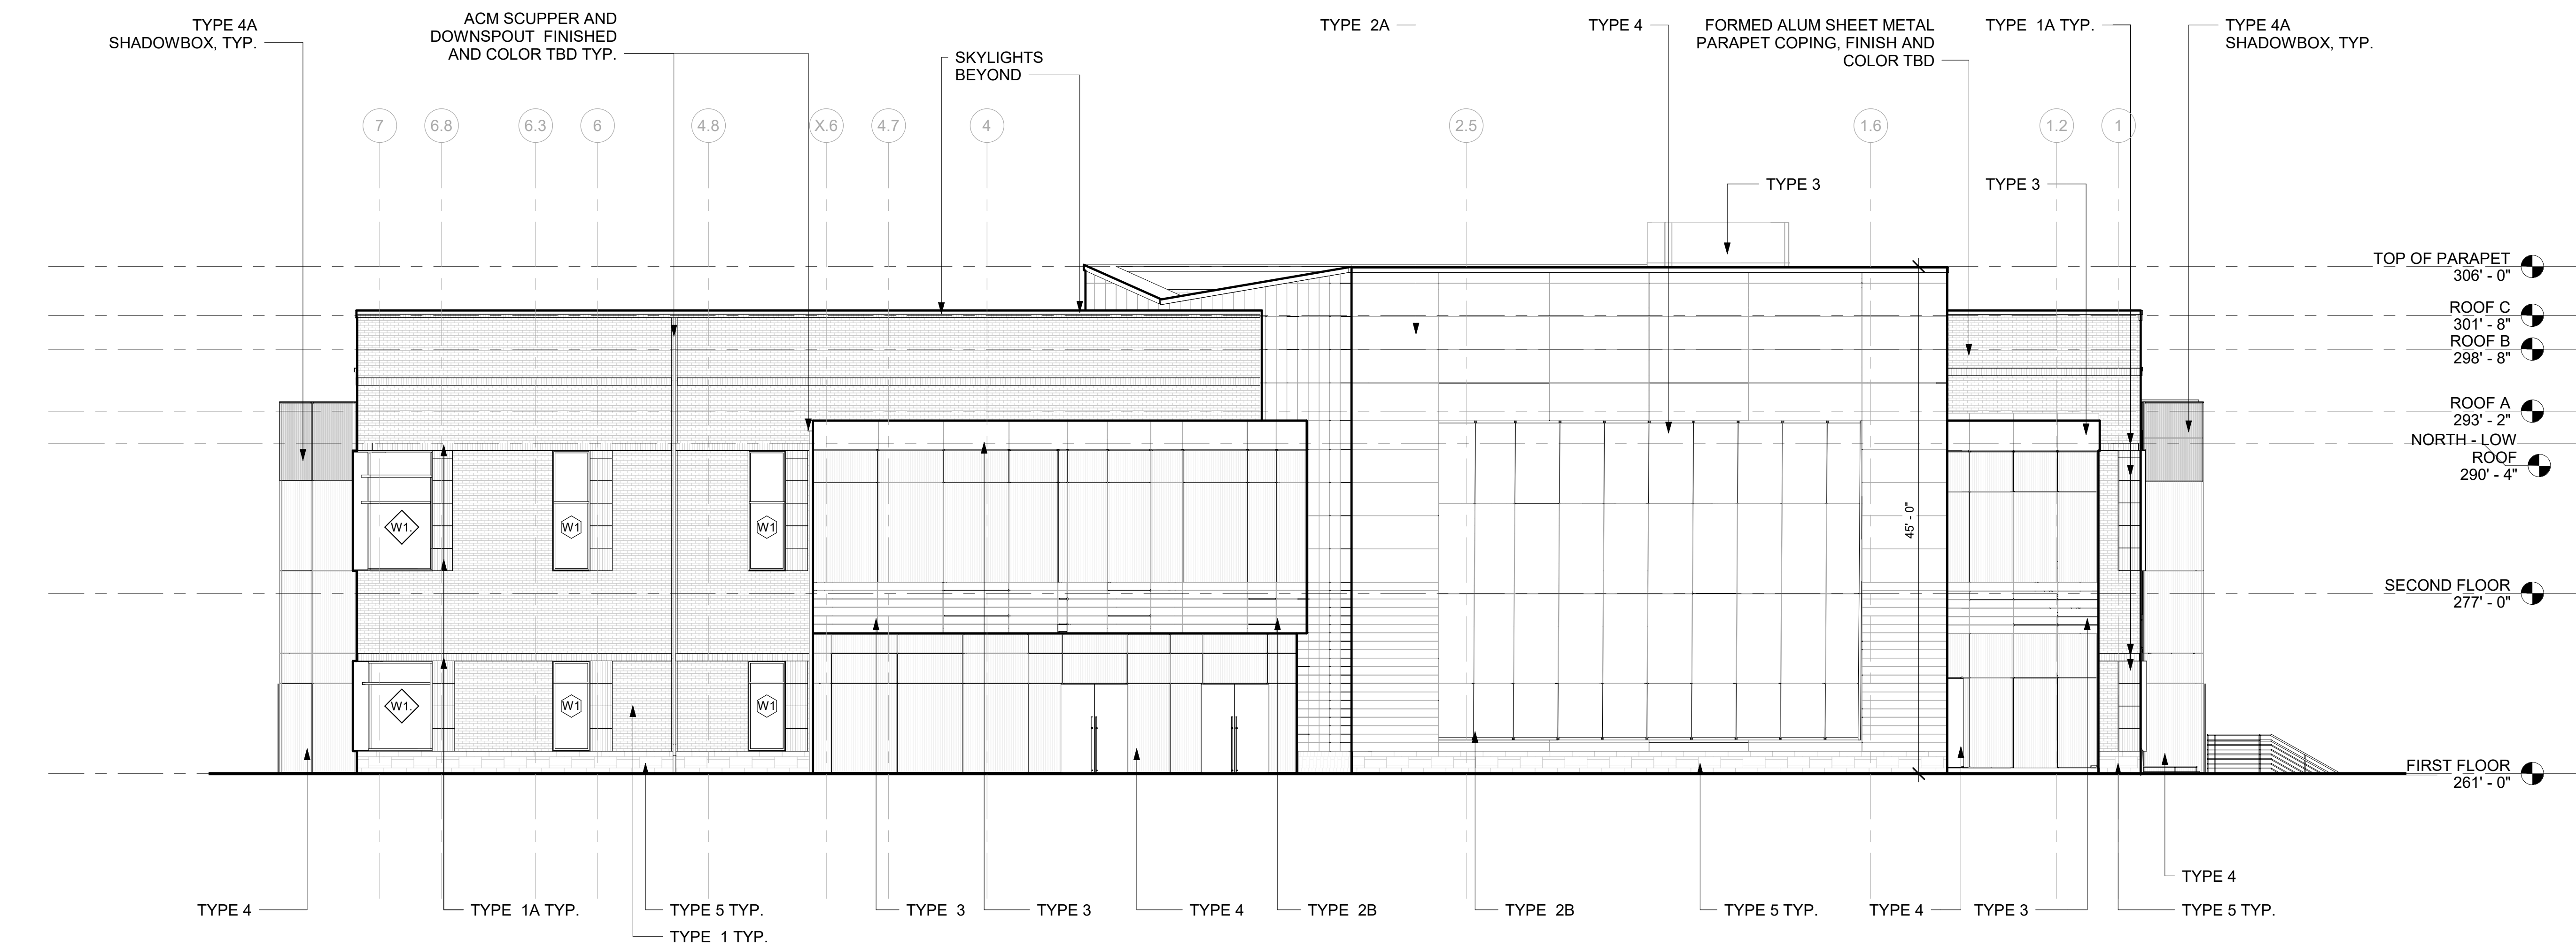 TYPE 4A
SHADOWBOX, TYP.
ACM SCUPPER AND
DOWNSPOUT  FINISHED
AND COLOR TBD TYP.
SKYLIGHTS
BEYOND
TYPE  2A
TYPE 4
FORMED ALUM SHEET METAL
PARAPET COPING, FINISH AND
COLOR TBD
TYPE  1A TYP.
TYPE 4A
SHADOWBOX, TYP.
7
6.8
6.3
6
4.8
X.6
4.7
4
2.5
1.6
1.2
1
TYPE 3
TYPE 3
TOP OF PARAPET
306' - 0"
ROOF C
301' - 8"
ROOF B
298' - 8"
ROOF A
293' - 2"
NORTH - LOW
ROOF
290' - 4"
W1.
W1
W1
45' - 0"
SECOND FLOOR
277' - 0"
W1.
W1
W1
FIRST FLOOR
261' - 0"
TYPE 4
TYPE 4
TYPE  1A TYP.
TYPE 5 TYP.
TYPE  3
TYPE 3
TYPE 4
TYPE  2B
TYPE  2B
TYPE 5 TYP.
TYPE 4
TYPE 3
TYPE 5 TYP.
TYPE  1 TYP.